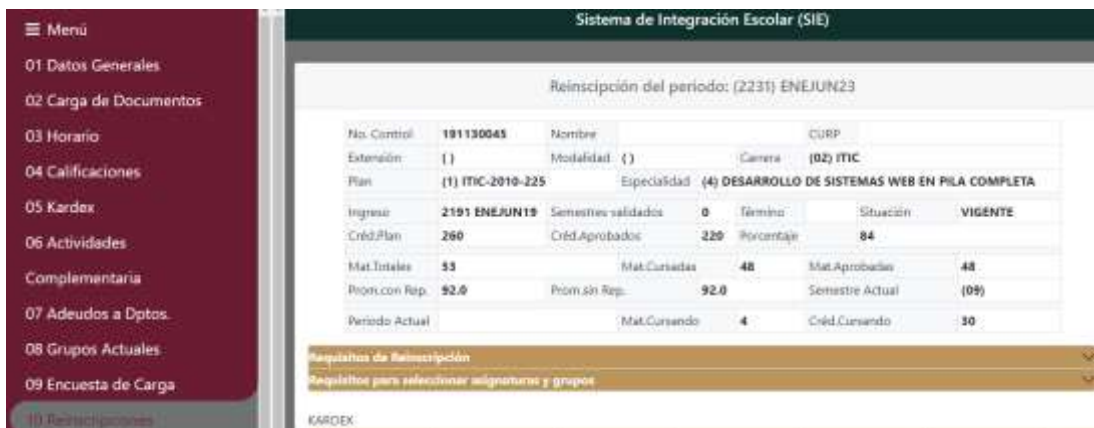 Menú
01 Datos Generales
02 Carga de Documentos
03 Horario
04 Calificaciones
05 Kardex
06 Actividades
Complementaria
07 Adeudos a Dptos.
08 Grupos Actuales
09 Encuesta de Carga
10 Reinscripciones
Sistema de Integración Escolar (SIE)
Reinscipción del periodo: (2231) ENEJUN23
No. Control 191130045 Nombre CURP
Extensión ( ) Modalidad ( ) Carrera (02) ITIC
Plan (1) ITIC-2010-225 Especialidad (4) DESARROLLO DE SISTEMAS WEB EN PILA COMPLETA
Ingreso 2191 ENEJUN19 Semestres validados 0 Término Situación VIGENTE
Créd.Plan 260 Créd.Aprobados 220 Porcentaje 84
Mat.Totales 53 Mat.Cursadas 48 Mat.Aprobadas 48
Prom.con Rep. 92.0 Prom.sin Rep. 92.0 Semestre Actual (09)
Periodo Actual Mat.Cursando 4 Créd.Cursando 30
Requisitos de Reinscripción
Requisitos para seleccionar asignaturas y grupos
KARDEX